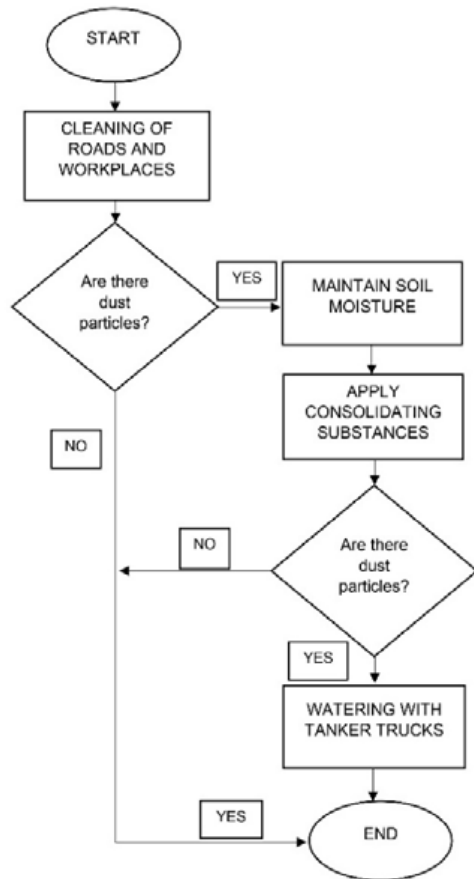 START
CLEANING OF
ROADS AND
WORKPLACES
Are there
dust
particles?
YES
MAINTAIN SOIL
MOISTURE
APPLY
CONSOLIDATING
SUBSTANCES
NO
Are there
dust
particles?
NO
YES
WATERING WITH
TANKER TRUCKS
YES
END